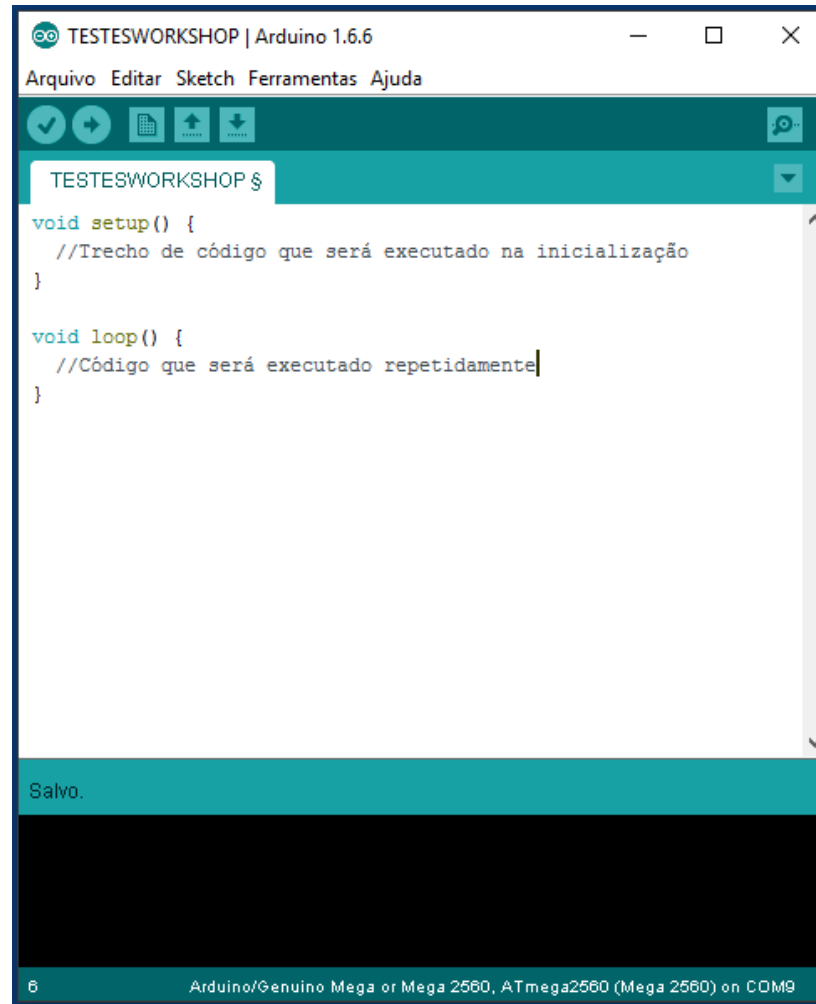 TESTESWORKSHOP | Arduino 1.6.6
Arquivo Editar Sketch Ferramentas Ajuda
TESTESWORKSHOP §
void setup() {
  //Trecho de código que será executado na inicialização
}
void loop() {
  //Código que será executado repetidamente
}
Salvo.
6 Arduino/Genuino Mega or Mega 2560, ATmega2560 (Mega 2560) on COM9